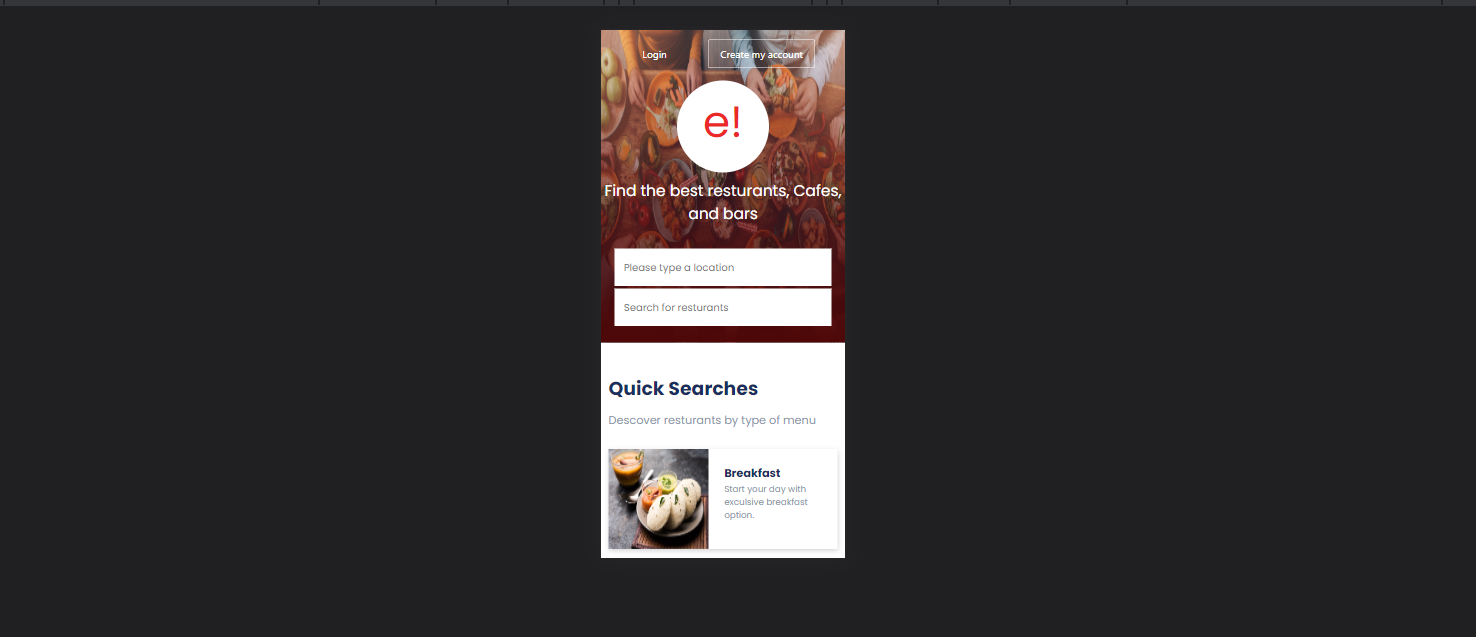 Login
Create my account
e!
Find the best resturants, Cafes,
and bars
Please type a location
Search for resturants
Quick Searches
Descover resturants by type of menu
Breakfast
Start your day with
exculsive breakfast
option.